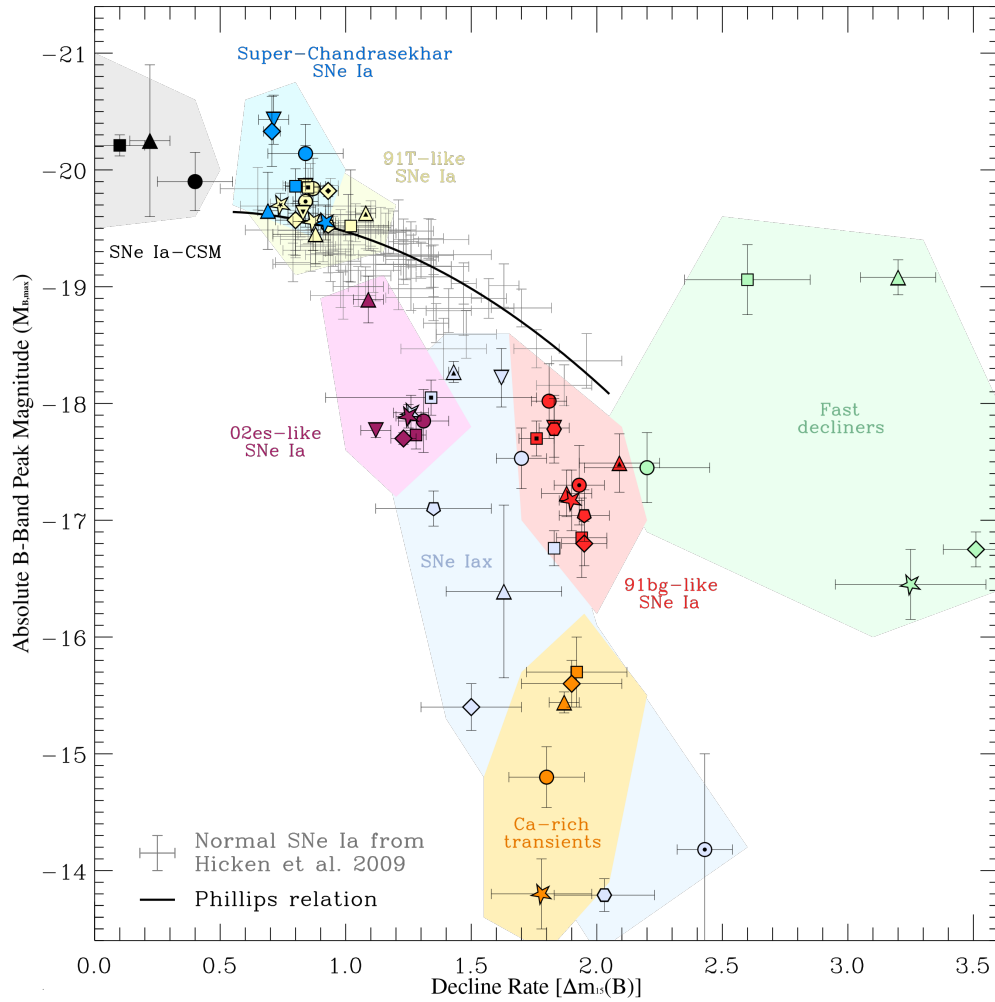 Super-Chandrasekhar
SNe Ia
91T-like
SNe Ia
SNe Ia-CSM
02es-like
SNe Ia
Fast
decliners
SNe Iax
91bg-like
SNe Ia
Ca-rich
transients
Normal SNe Ia from
Hicken et al. 2009
Phillips relation
Absolute B-Band Peak Magnitude (M_B,max)
-21
-20
-19
-18
-17
-16
-15
-14
0.0 0.5 1.0 1.5 2.0 2.5 3.0 3.5
Decline Rate [Δm₁₅(B)]